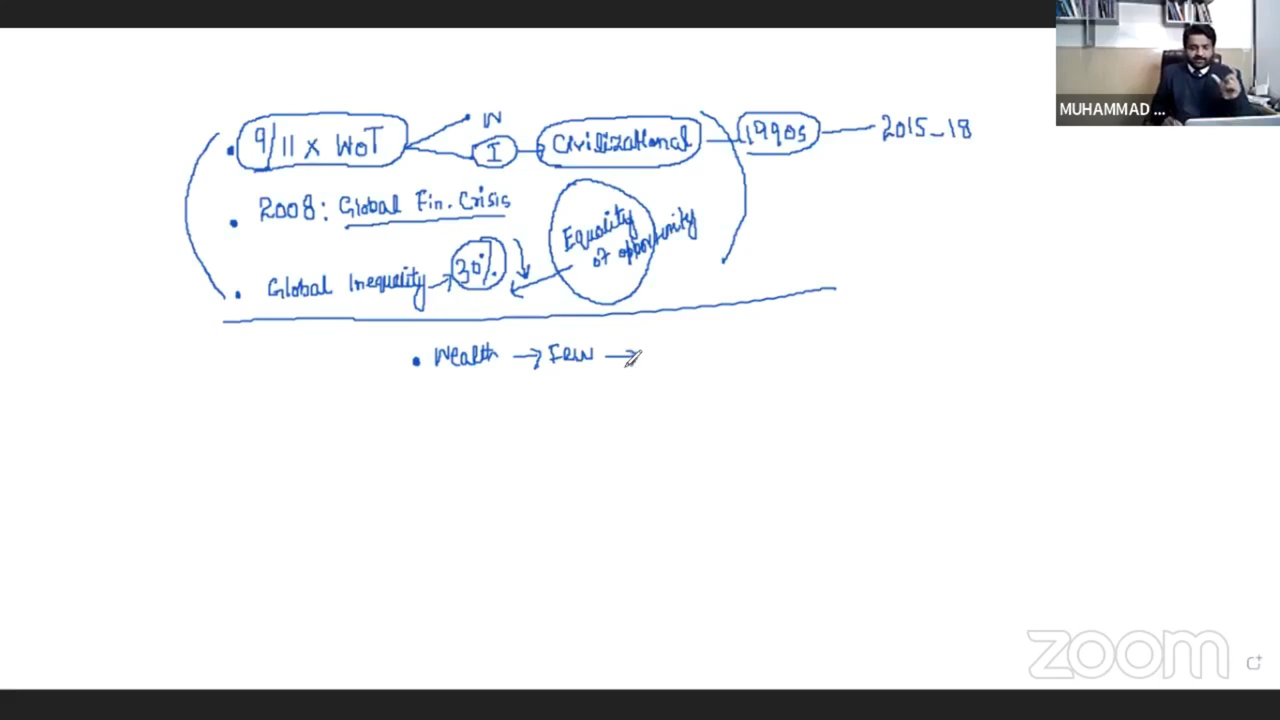 MUHAMMAD ...
W
9/11 x WoT I Civilizational 1990s 2015-18
2008: Global Fin. Crisis
Equality of opportunity
Global Inequality → 30%
Wealth → Few →
zoom